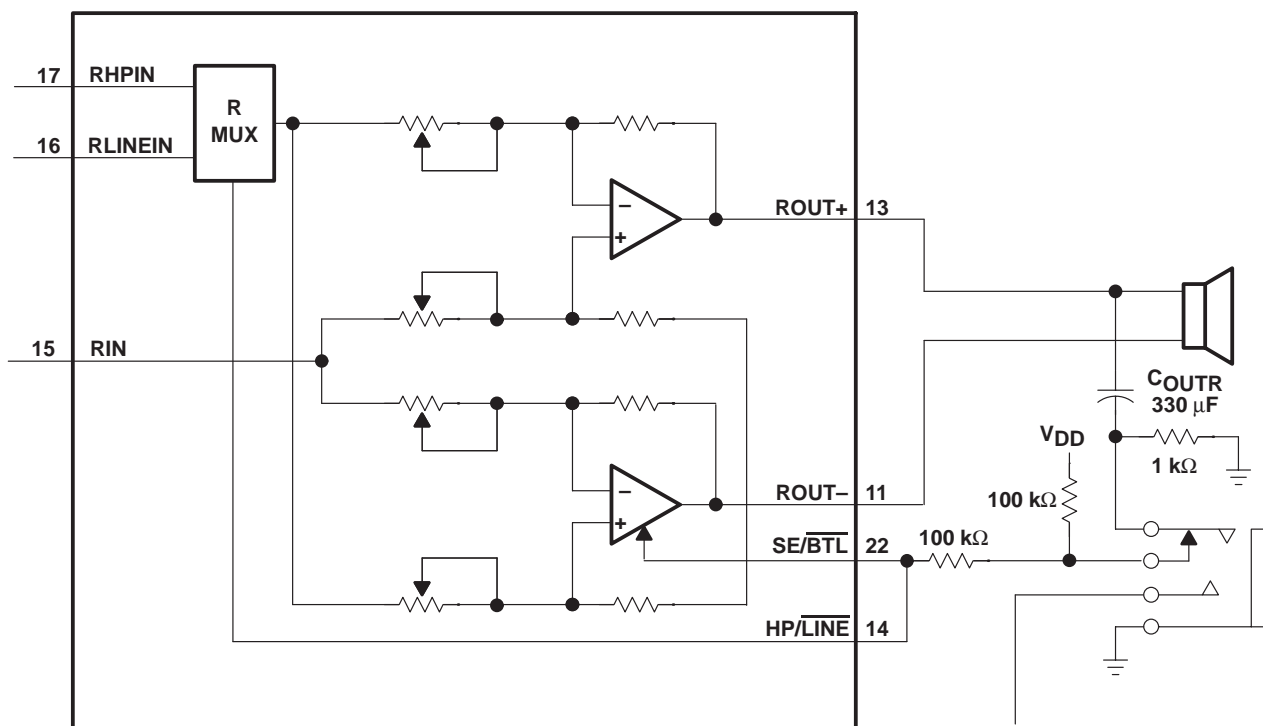 17 RHPIN
R
MUX
16 RLINEIN
–
+
ROUT+ 13
15 RIN
COUTR
330 μF
VDD
1 kΩ
–
+
ROUT– 11
100 kΩ
100 kΩ
SE/BTL 22
HP/LINE 14